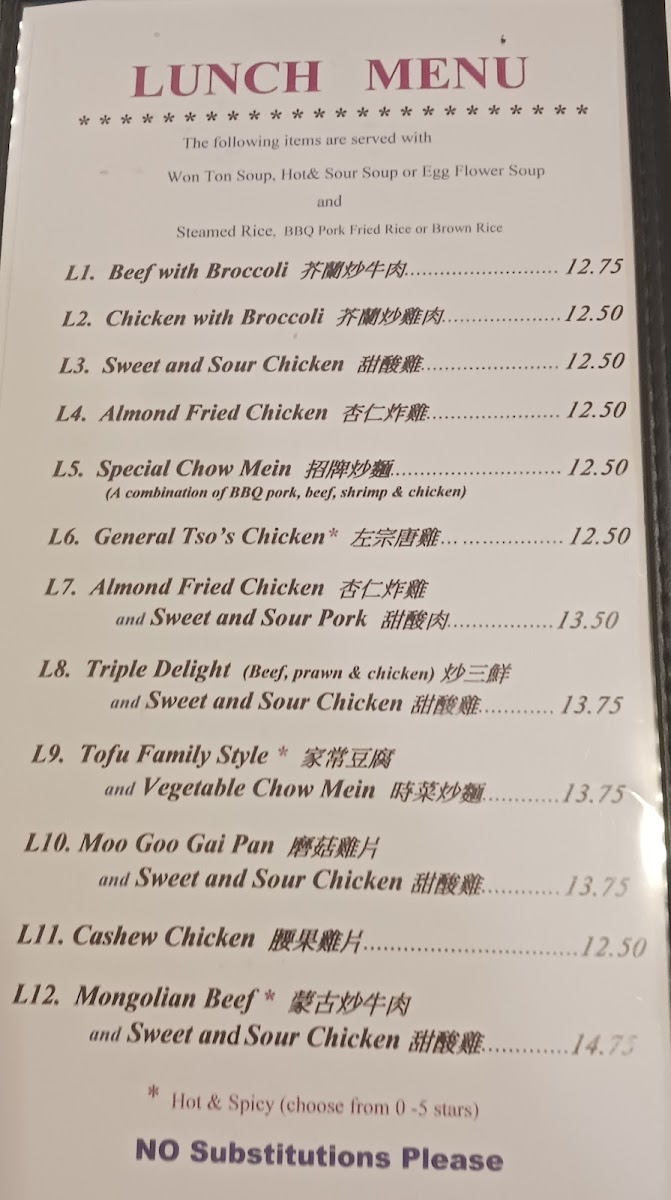 LUNCH MENU
* * * * * * * * * * * * * * * * * * * * * * * *
The following items are served with
Won Ton Soup, Hot& Sour Soup or Egg Flower Soup
and
Steamed Rice, BBQ Pork Fried Rice or Brown Rice
L1. Beef with Broccoli 芥蘭炒牛肉.......................... 12.75
L2. Chicken with Broccoli 芥蘭炒雞肉.................... 12.50
L3. Sweet and Sour Chicken 甜酸雞....................... 12.50
L4. Almond Fried Chicken 杏仁炸雞....................... 12.50
L5. Special Chow Mein 招牌炒麵............................ 12.50
(A combination of BBQ pork, beef, shrimp & chicken)
L6. General Tso's Chicken* 左宗唐雞... ................. 12.50
L7. Almond Fried Chicken 杏仁炸雞
and Sweet and Sour Pork 甜酸肉.................. 13.50
L8. Triple Delight (Beef, prawn & chicken) 炒三鮮
and Sweet and Sour Chicken 甜酸雞............ 13.75
L9. Tofu Family Style * 家常豆腐
and Vegetable Chow Mein 時菜炒麵............ 13.75
L10. Moo Goo Gai Pan 磨菇雞片
and Sweet and Sour Chicken 甜酸雞............ 13.75
L11. Cashew Chicken 腰果雞片................................ 12.50
L12. Mongolian Beef * 蒙古炒牛肉
and Sweet and Sour Chicken 甜酸雞............. 14.75
* Hot & Spicy (choose from 0 -5 stars)
NO Substitutions Please